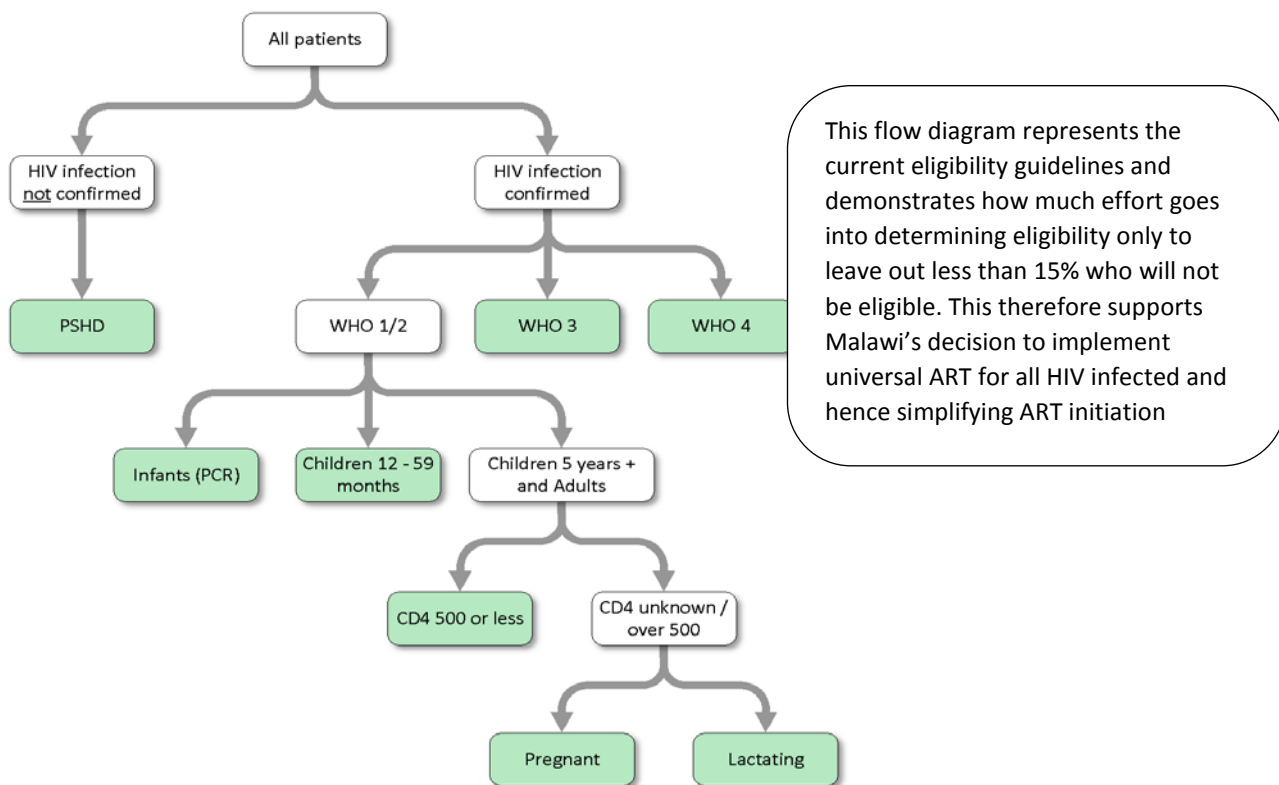 All patients
HIV infection
not confirmed
HIV infection
confirmed
PSHD
WHO 1/2
WHO 3
WHO 4
Infants (PCR)
Children 12 - 59
months
Children 5 years +
and Adults
CD4 500 or less
CD4 unknown /
over 500
Pregnant
Lactating
This flow diagram represents the
current eligibility guidelines and
demonstrates how much effort goes
into determining eligibility only to
leave out less than 15% who will not
be eligible. This therefore supports
Malawi’s decision to implement
universal ART for all HIV infected and
hence simplifying ART initiation